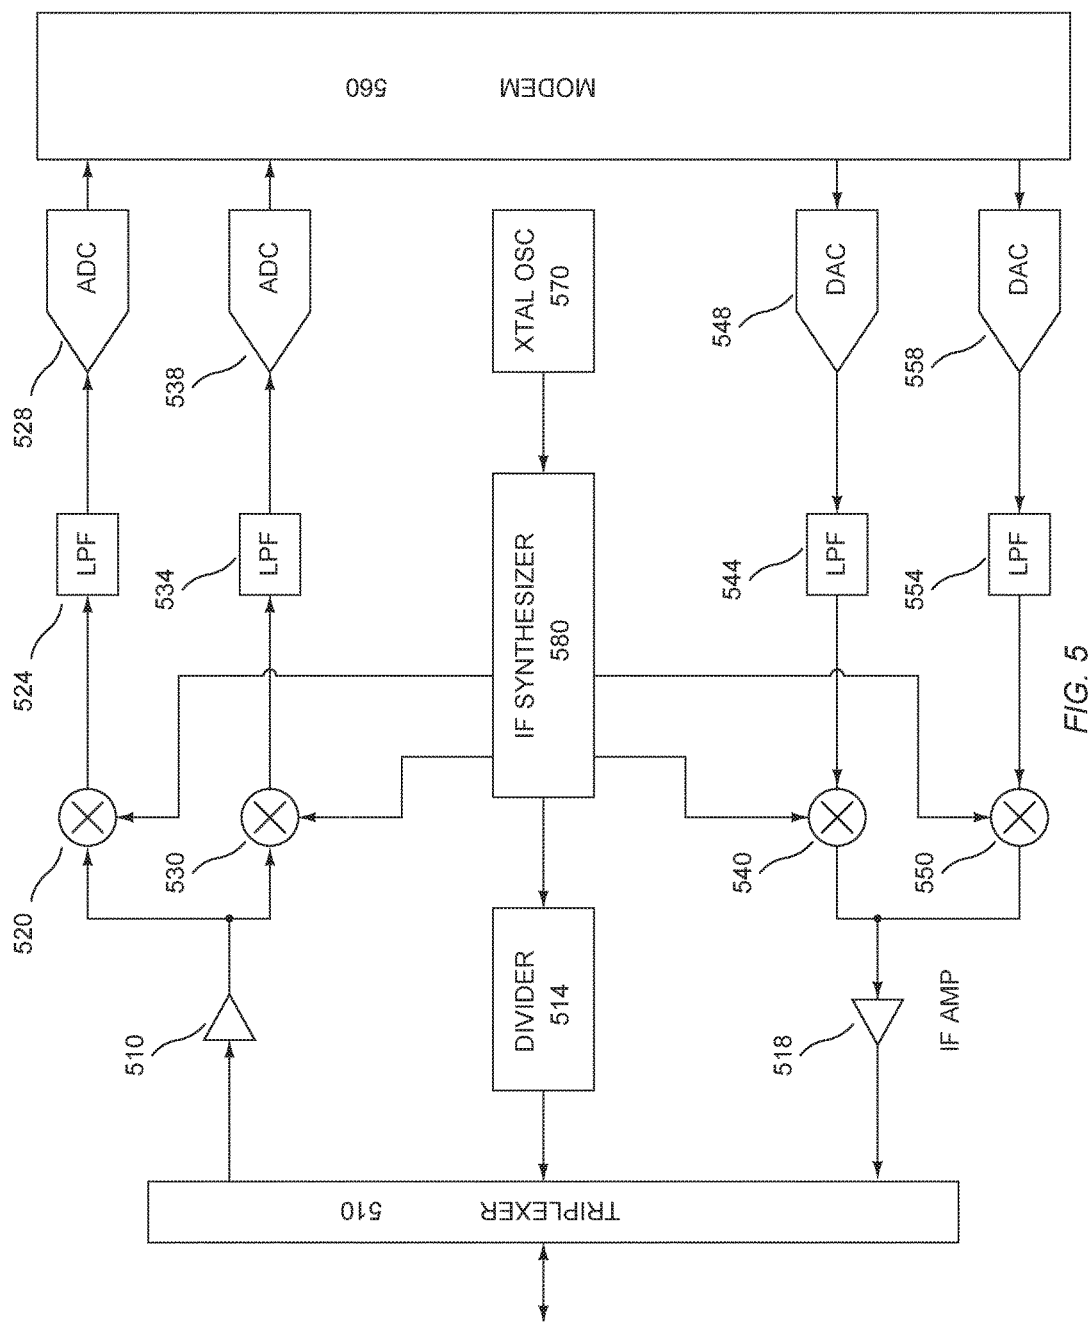 560
MODEM
528
ADC
538
ADC
XTAL OSC
570
548
DAC
558
DAC
524
LPF
534
LPF
IF SYNTHESIZER
580
544
LPF
554
LPF
520
530
540
550
510
DIVIDER
514
518
IF AMP
TRIPLEXER
510
FIG. 5